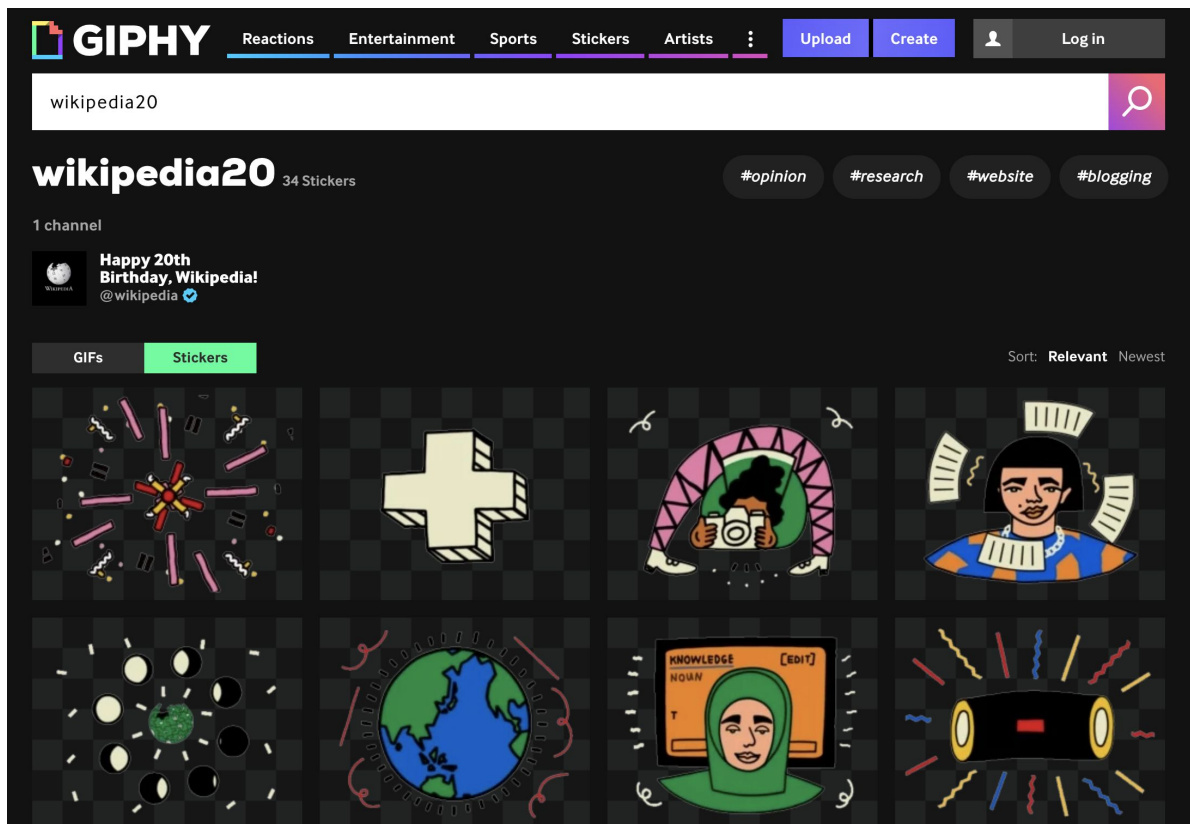 GIPHY Reactions Entertainment Sports Stickers Artists Upload Create Log in
wikipedia20
wikipedia20 34 Stickers #opinion #research #website #blogging
1 channel
Happy 20th
Birthday, Wikipedia!
@wikipedia
WIKIPEDIA
GIFs Stickers Sort: Relevant Newest
KNOWLEDGE [EDIT]
NOUN
T